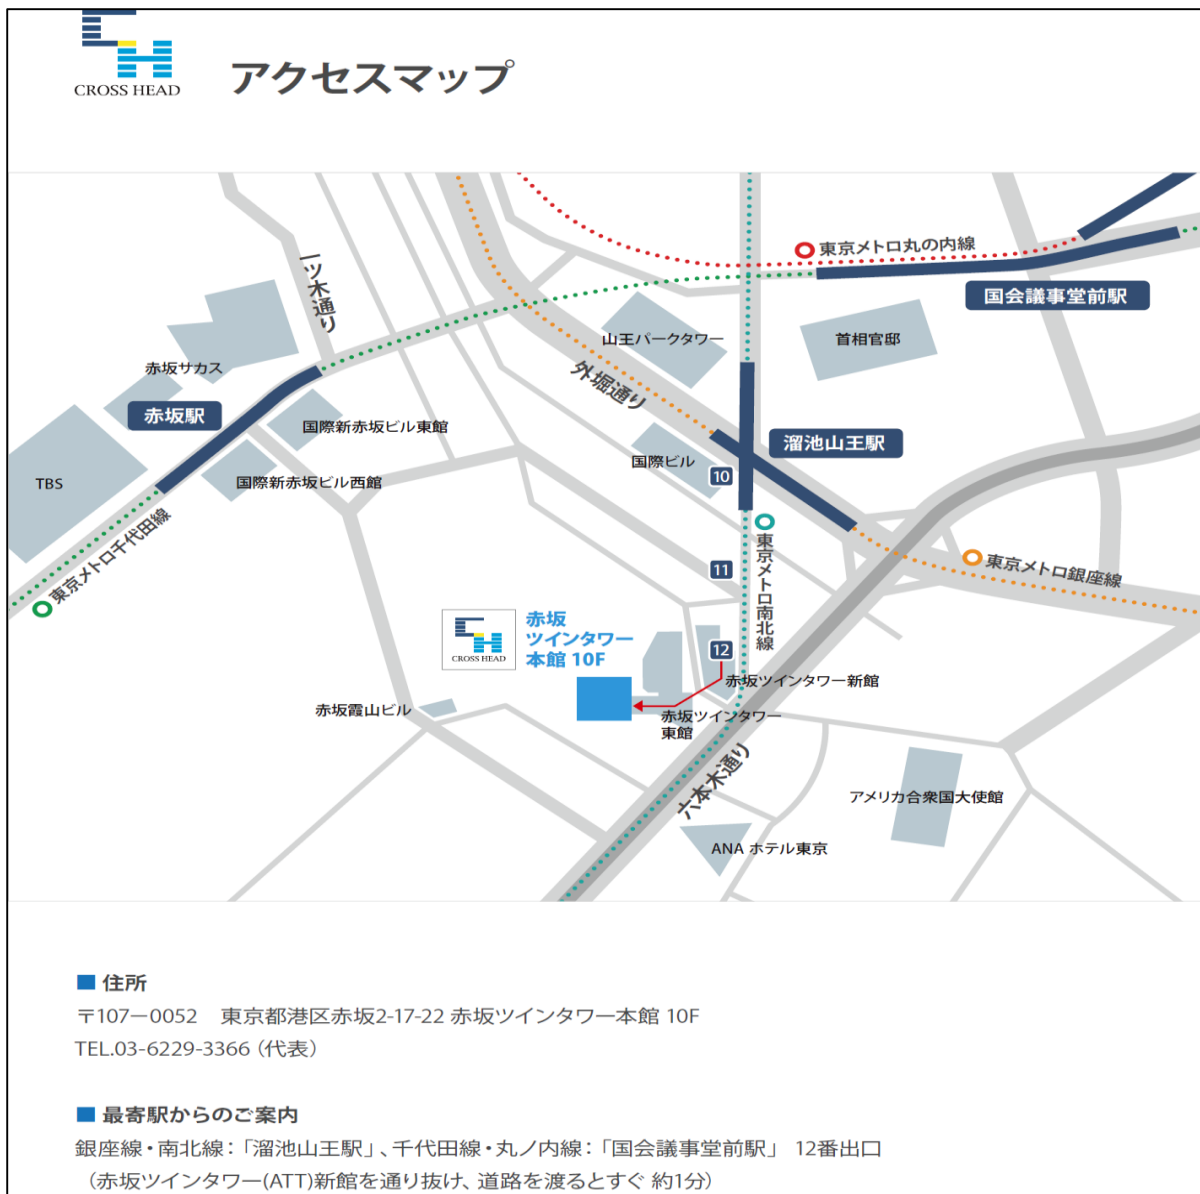 CROSS HEAD
アクセスマップ
一ツ木通り
東京メトロ丸の内線
国会議事堂前駅
山王パークタワー
首相官邸
赤坂サカス
外堀通り
赤坂駅
国際新赤坂ビル東館
溜池山王駅
国際ビル
10
TBS
国際新赤坂ビル西館
東京メトロ千代田線
東京メトロ南北線
東京メトロ銀座線
11
CROSS HEAD
赤坂
ツインタワー
本館 10F
12
赤坂ツインタワー新館
赤坂霞山ビル
赤坂ツインタワー
東館
六本木通り
アメリカ合衆国大使館
ANA ホテル東京
■ 住所
〒107－0052　東京都港区赤坂2-17-22 赤坂ツインタワー本館 10F
TEL.03-6229-3366（代表）
■ 最寄駅からのご案内
銀座線・南北線：「溜池山王駅」、千代田線・丸ノ内線：「国会議事堂前駅」 12番出口
（赤坂ツインタワー(ATT)新館を通り抜け、道路を渡るとすぐ 約1分）